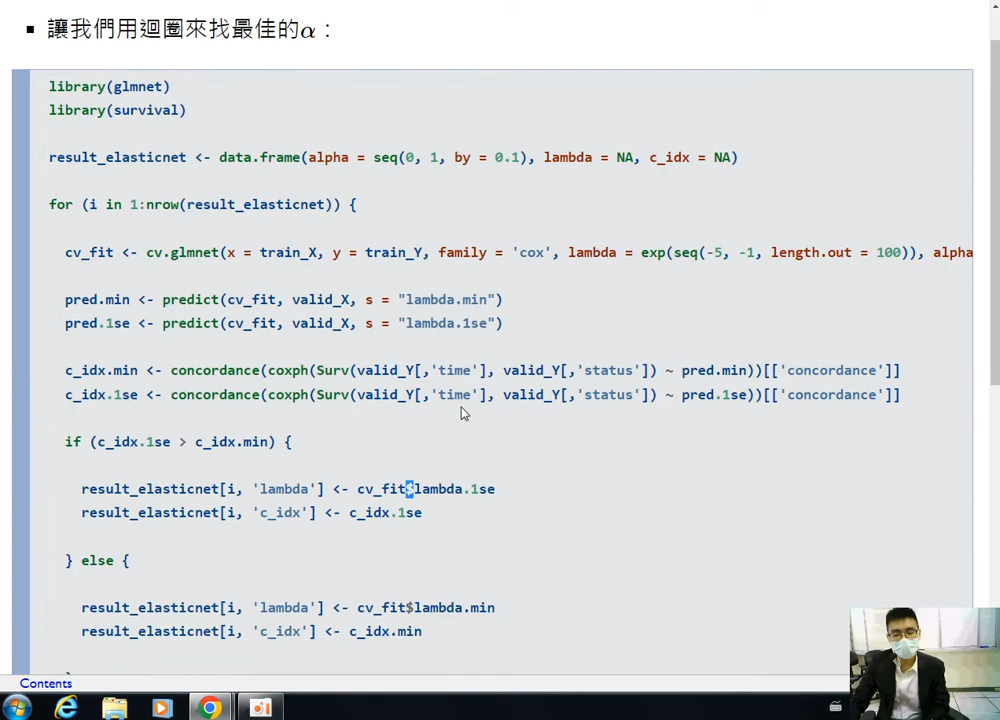 ▪ 讓我們用迴圈來找最佳的α：
library(glmnet)
library(survival)
result_elasticnet <- data.frame(alpha = seq(0, 1, by = 0.1), lambda = NA, c_idx = NA)
for (i in 1:nrow(result_elasticnet)) {
cv_fit <- cv.glmnet(x = train_X, y = train_Y, family = 'cox', lambda = exp(seq(-5, -1, length.out = 100)), alpha
pred.min <- predict(cv_fit, valid_X, s = "lambda.min")
pred.1se <- predict(cv_fit, valid_X, s = "lambda.1se")
c_idx.min <- concordance(coxph(Surv(valid_Y[,'time'], valid_Y[,'status']) ~ pred.min))[['concordance']]
c_idx.1se <- concordance(coxph(Surv(valid_Y[,'time'], valid_Y[,'status']) ~ pred.1se))[['concordance']]
if (c_idx.1se > c_idx.min) {
result_elasticnet[i, 'lambda'] <- cv_fit$lambda.1se
result_elasticnet[i, 'c_idx'] <- c_idx.1se
} else {
result_elasticnet[i, 'lambda'] <- cv_fit$lambda.min
result_elasticnet[i, 'c_idx'] <- c_idx.min
Contents